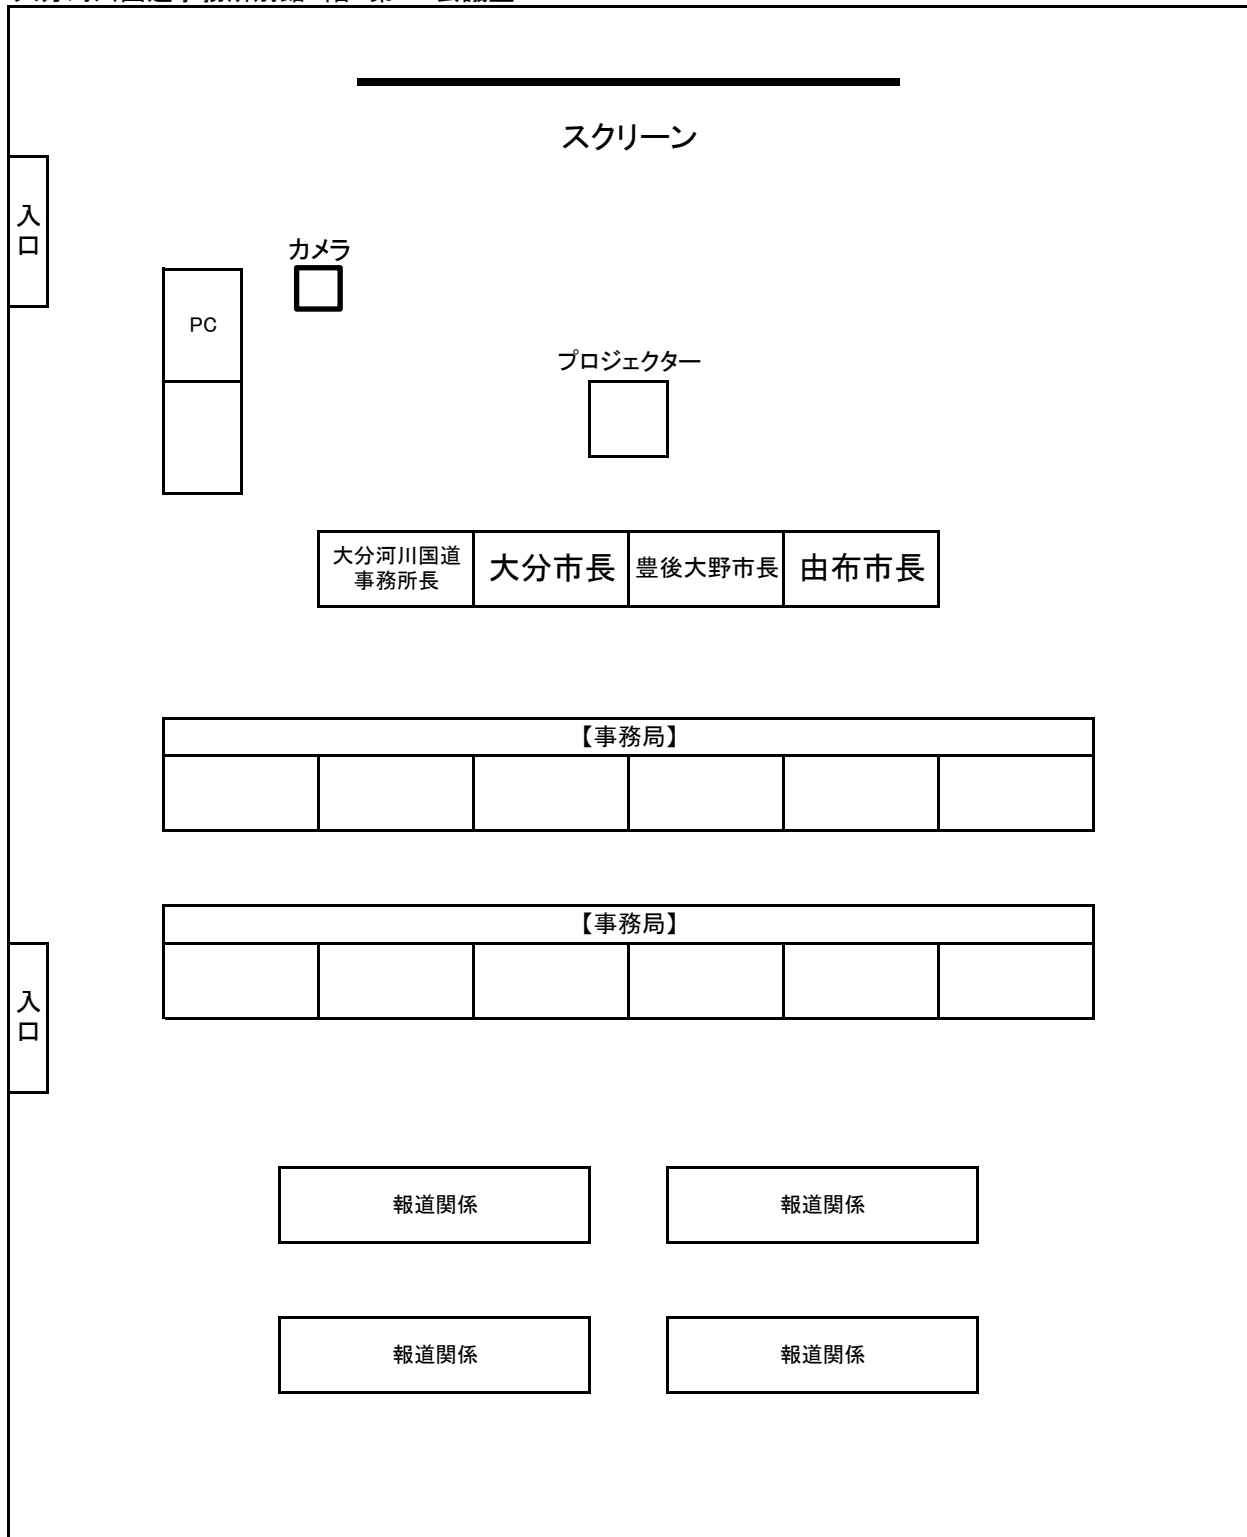 スクリーン
入口
カメラ
PC
プロジェクター
大分河川国道
事務所長
大分市長
豊後大野市長
由布市長
【事務局】
【事務局】
入口
報道関係
報道関係
報道関係
報道関係